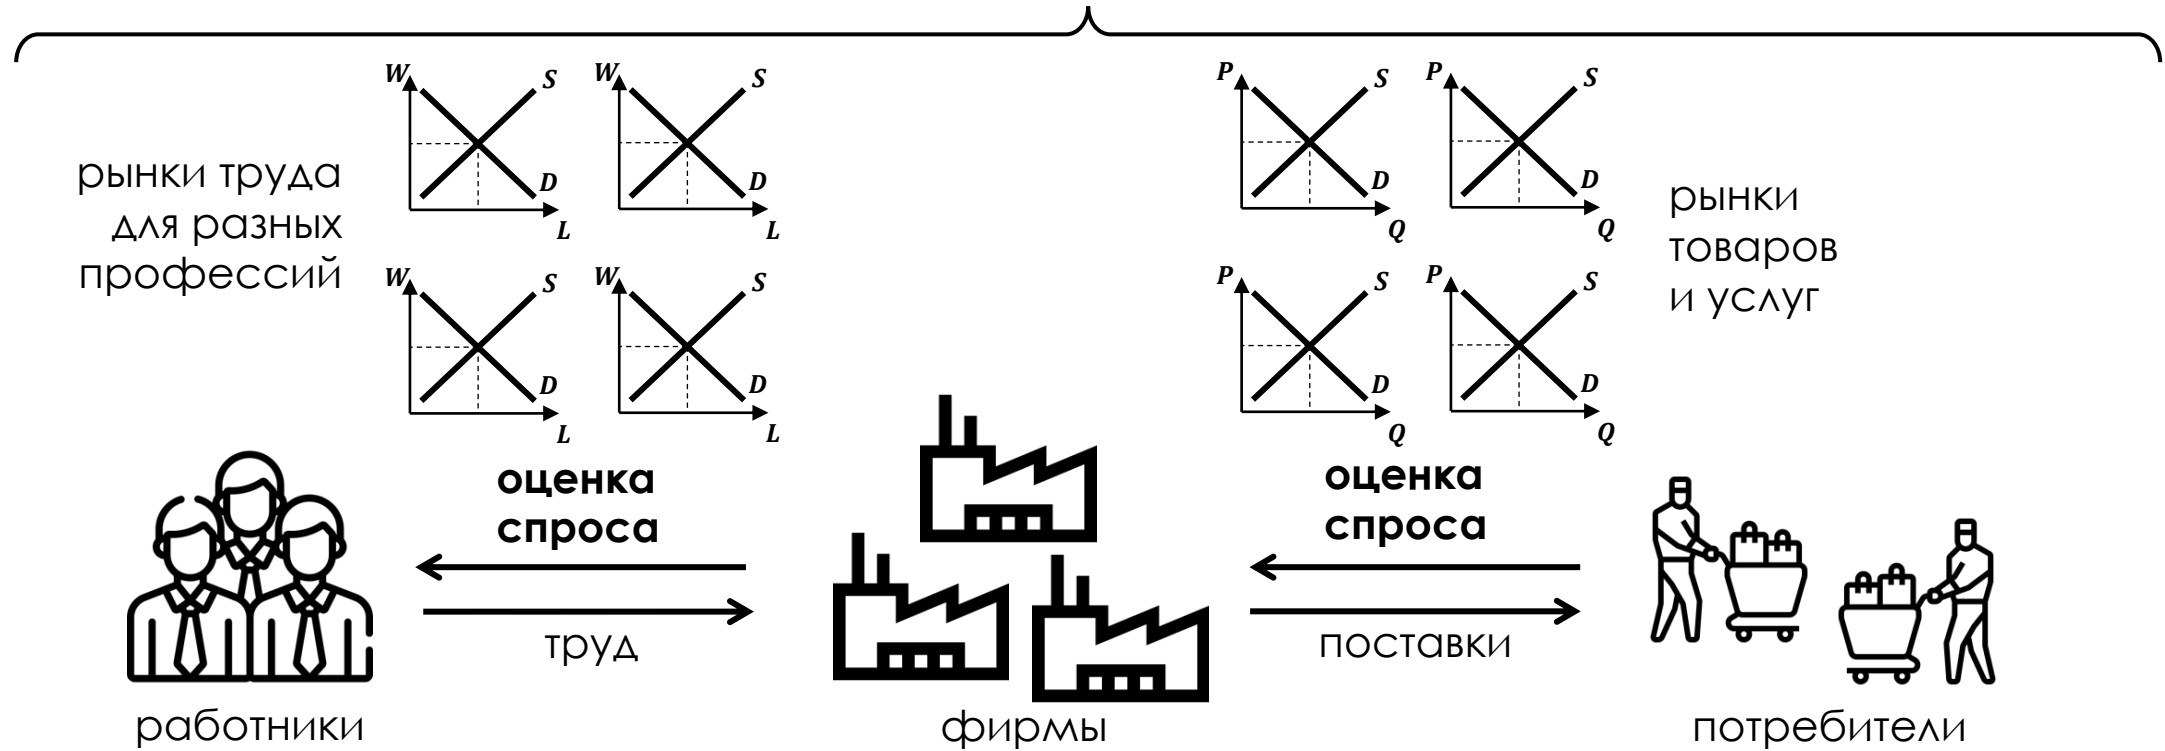 W S W S
D D
L L
W S W S
D D
L L
P S P S
D D
Q Q
P S P S
D D
Q Q
рынки труда
для разных
профессий
рынки
товаров
и услуг
оценка
спроса
труд
оценка
спроса
поставки
работники
фирмы
потребители